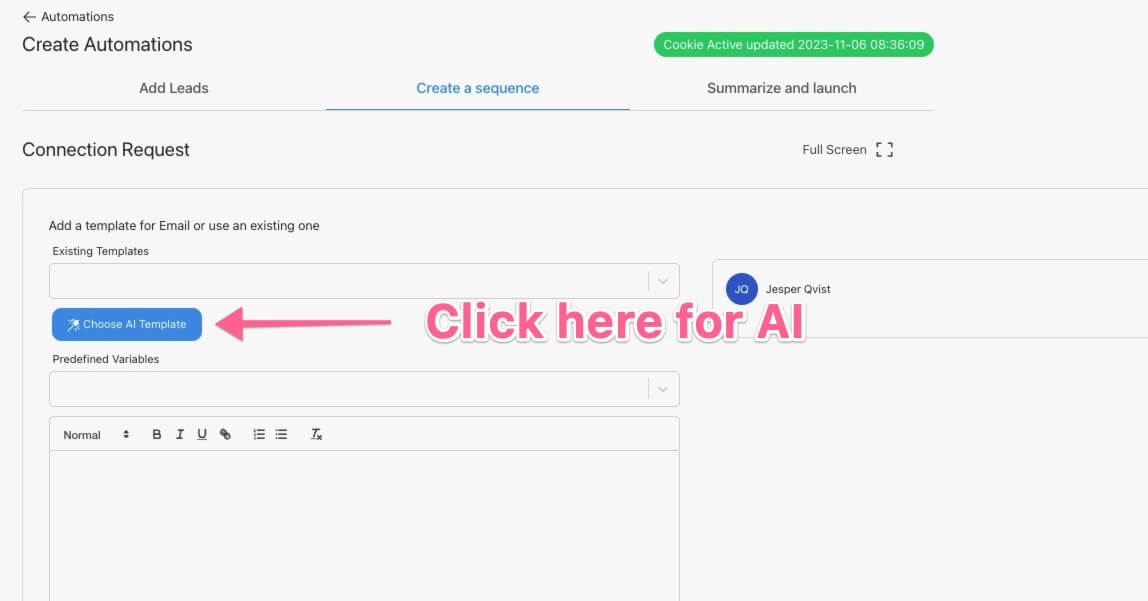 Automations
Create Automations
Cookie Active updated 2023-11-06 08:36:09
Add Leads
Create a sequence
Summarize and launch
Connection Request
Full Screen
Add a template for Email or use an existing one
Existing Templates
JQ Jesper Qvist
Choose AI Template
Click here for AI
Predefined Variables
Normal B I U Tx